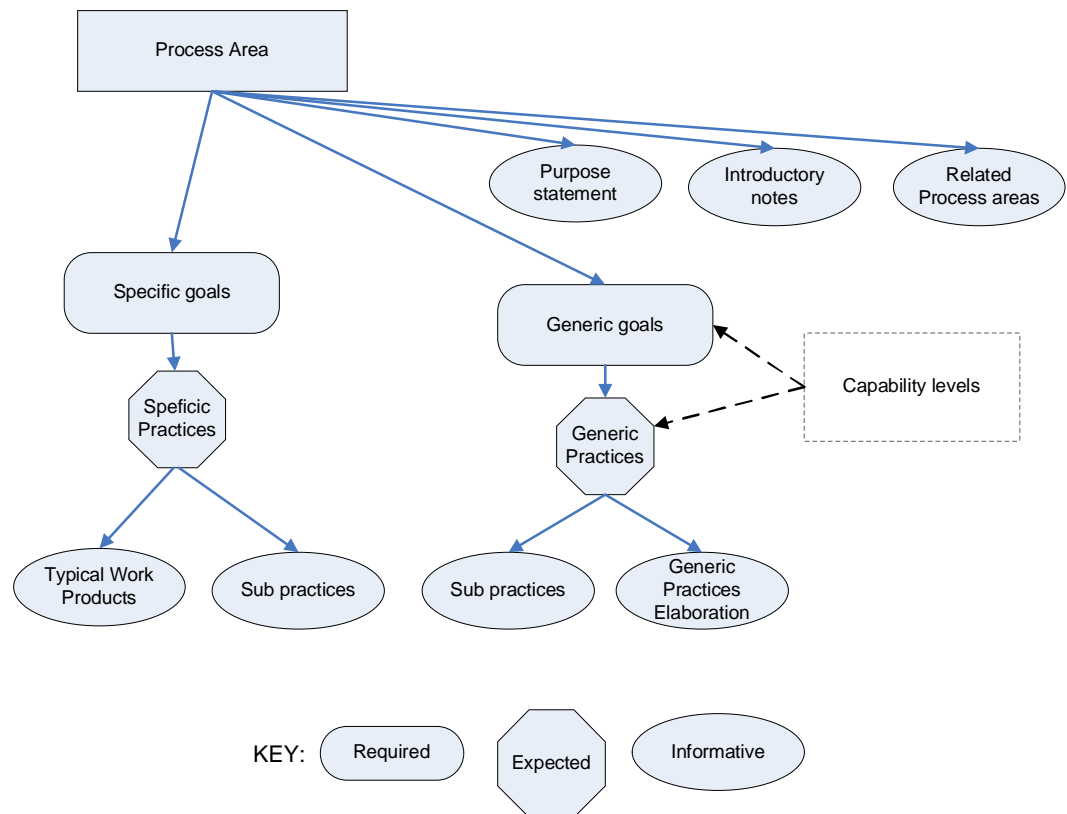 Process Area
Purpose
statement
Introductory
notes
Related
Process areas
Specific goals
Generic goals
Capability levels
Speficic
Practices
Generic
Practices
Typical Work
Products
Sub practices
Sub practices
Generic
Practices
Elaboration
KEY:
Required
Expected
Informative